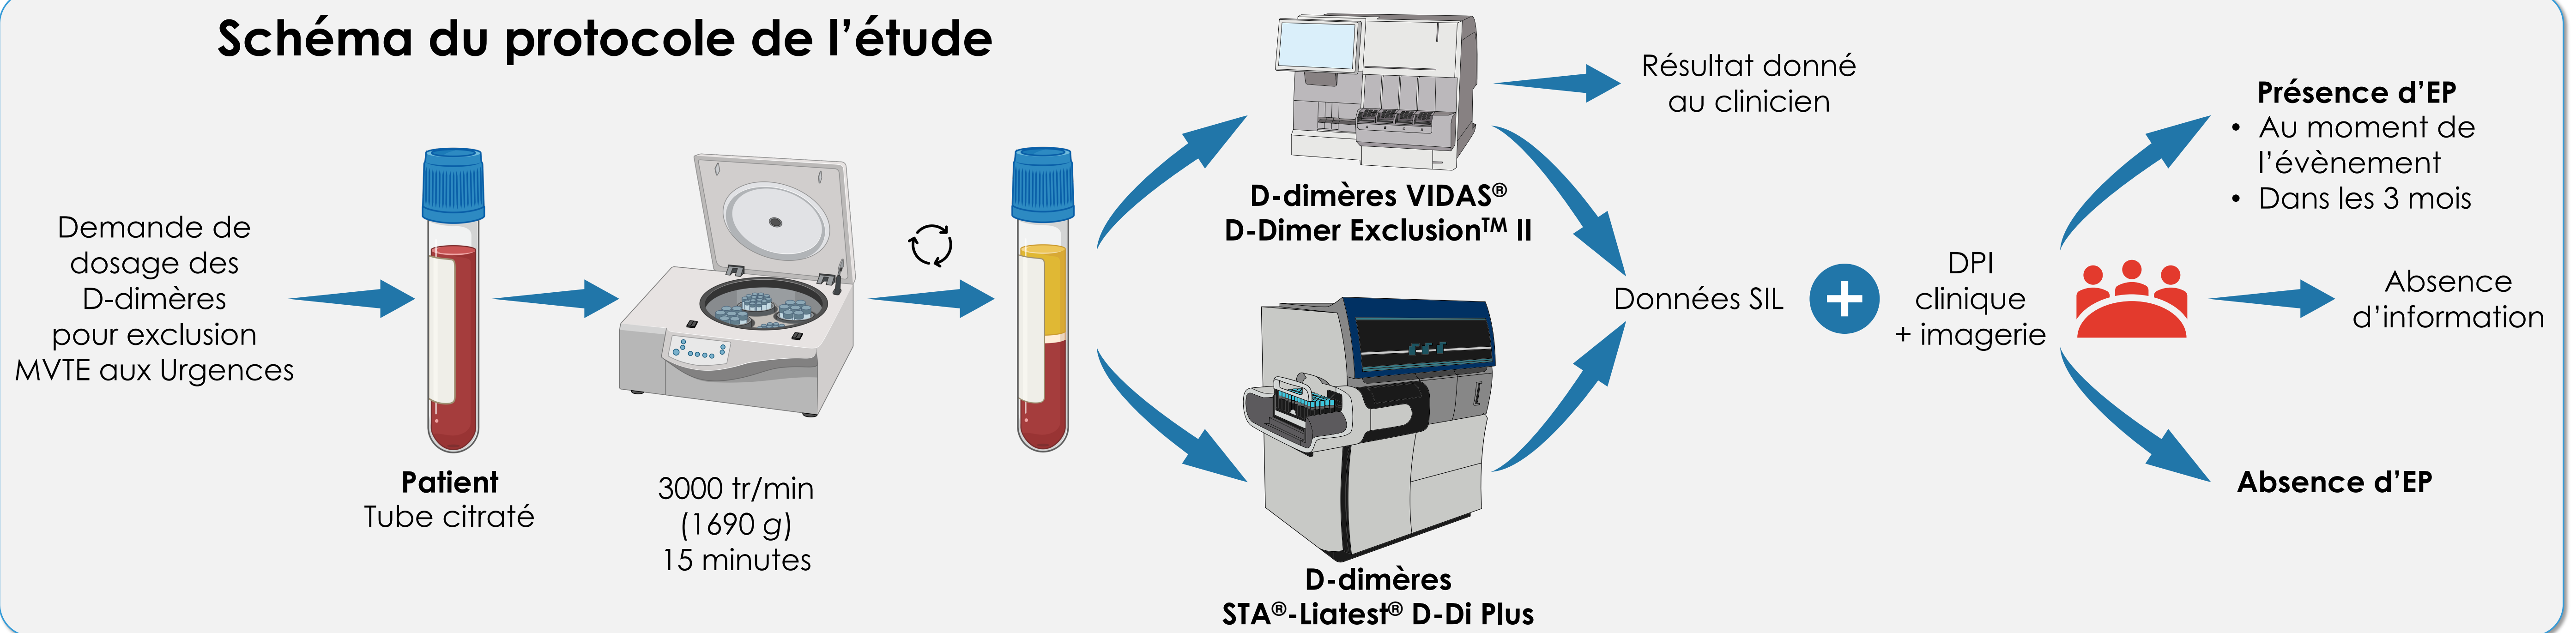 Schéma du protocole de l’étude
Demande de
dosage des
D-dimères
pour exclusion
MVTE aux Urgences
Patient
Tube citraté
3000 tr/min
(1690 g)
15 minutes
D-dimères VIDAS®
D-Dimer Exclusion™ II
D-dimères
STA®-Liatest® D-Di Plus
Résultat donné
au clinicien
Données SIL
+
DPI
clinique
+ imagerie
Présence d’EP
• Au moment de
l’évènement
• Dans les 3 mois
Absence
d’information
Absence d’EP